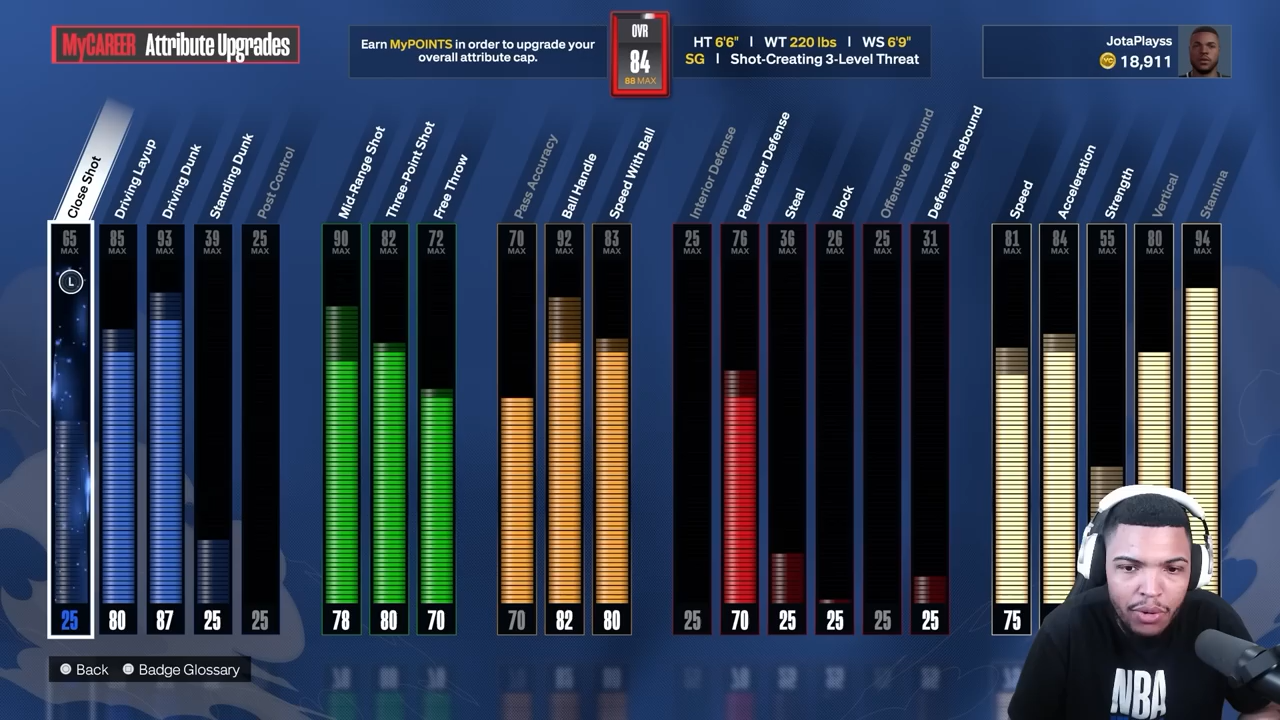 MyCAREER Attribute Upgrades
Earn MyPOINTS in order to upgrade your
overall attribute cap.
OVR
84
88 MAX
HT 6'6" | WT 220 lbs | WS 6'9"
SG | Shot-Creating 3-Level Threat
JotaPlayss
VC 18,911
Close Shot
Driving Layup
Driving Dunk
Standing Dunk
Post Control
Mid-Range Shot
Three-Point Shot
Free Throw
Pass Accuracy
Ball Handle
Speed With Ball
Interior Defense
Perimeter Defense
Steal
Block
Offensive Rebound
Defensive Rebound
Speed
Acceleration
Strength
Vertical
Stamina
65 85 93 39 25 90 82 72 70 92 83 25 76 36 26 25 31 81 84 55 80 94
MAX MAX MAX MAX MAX MAX MAX MAX MAX MAX MAX MAX MAX MAX MAX MAX MAX MAX MAX MAX MAX MAX
L
25 80 87 25 25 78 80 70 70 82 80 25 70 25 25 25 25 75
Back Badge Glossary
NBA